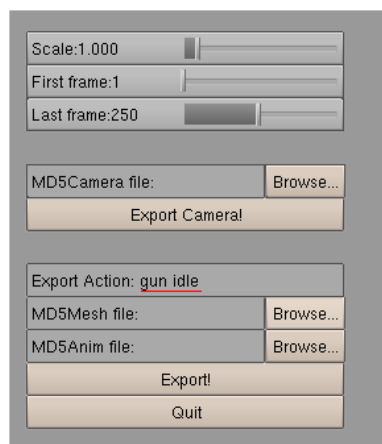 Scale:1.000
First frame:1
Last frame:250
MD5Camera file:
Browse...
Export Camera!
Export Action: gun idle
MD5Mesh file:
Browse...
MD5Anim file:
Browse...
Export!
Quit